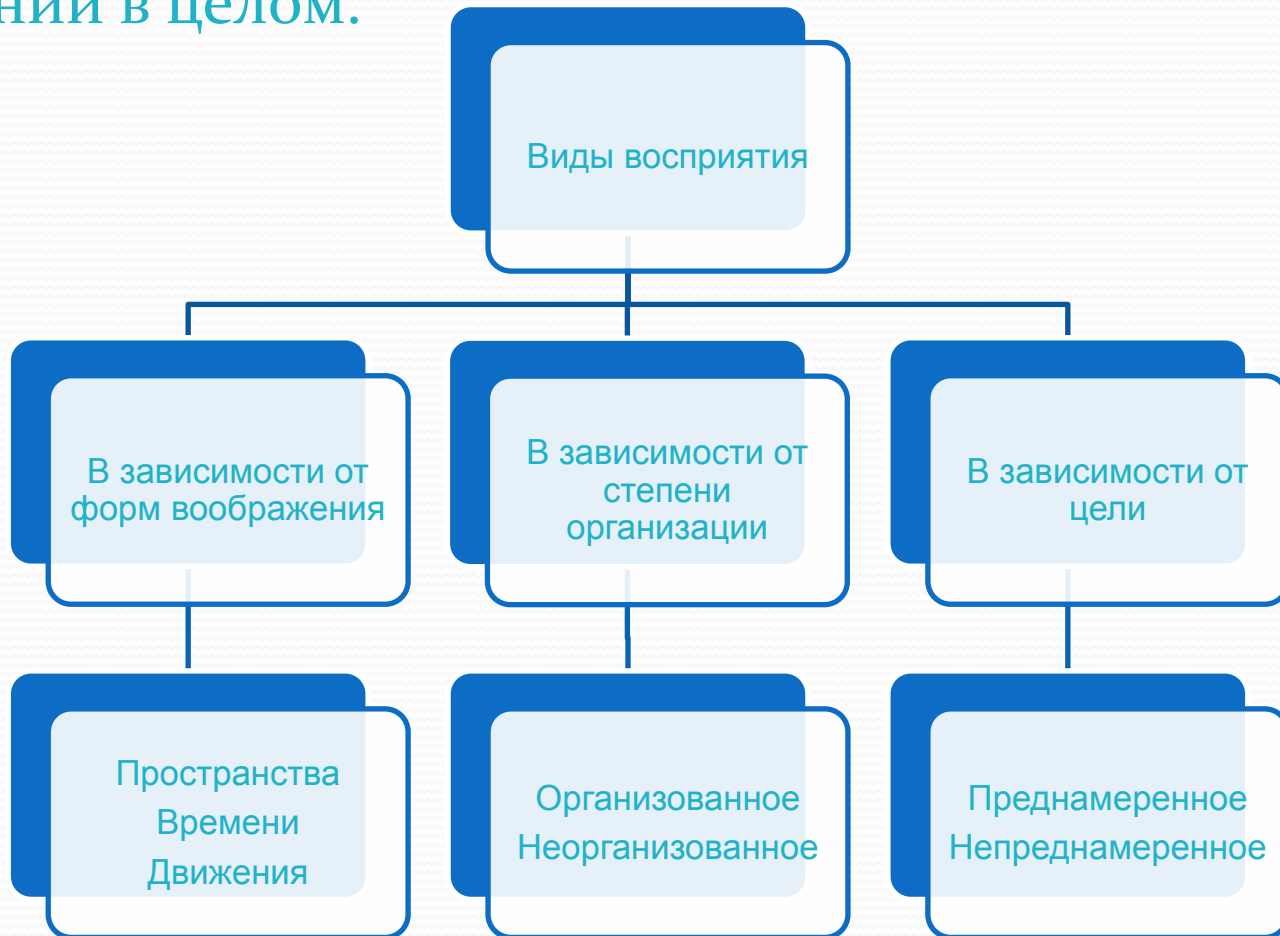 в целом.
Виды восприятия
В зависимости от
форм воображения
В зависимости от
степени
организации
В зависимости от
цели
Пространства
Времени
Движения
Организованное
Неорганизованное
Преднамеренное
Непреднамеренное